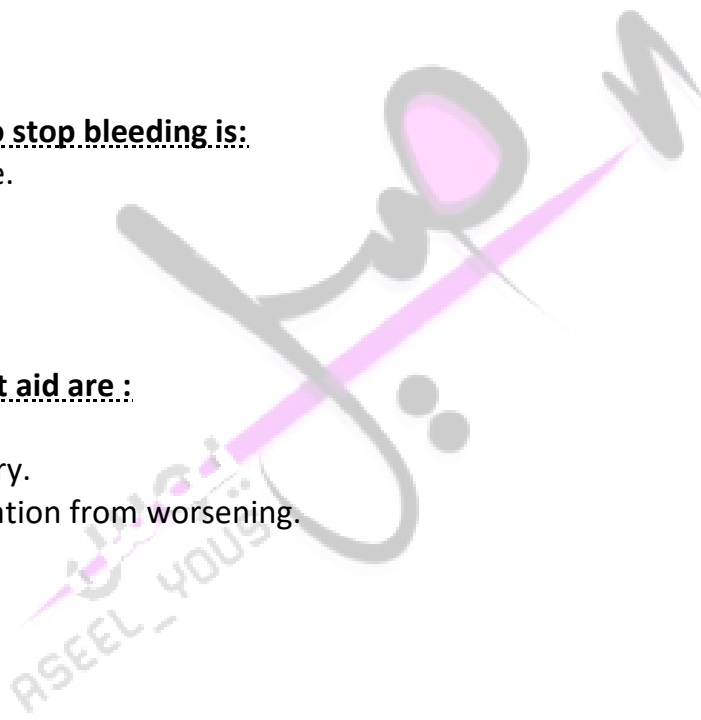 o stop bleeding is:
e.
t aid are :
ry.
ation from worsening.
ASEEL_YOUS